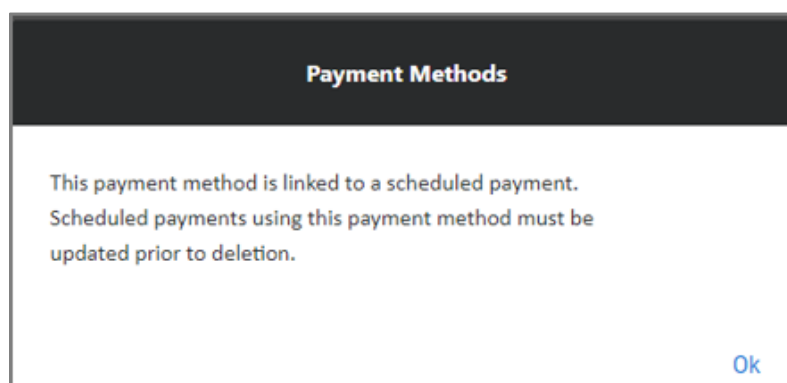 Payment Methods
This payment method is linked to a scheduled payment.
Scheduled payments using this payment method must be
updated prior to deletion.
Ok